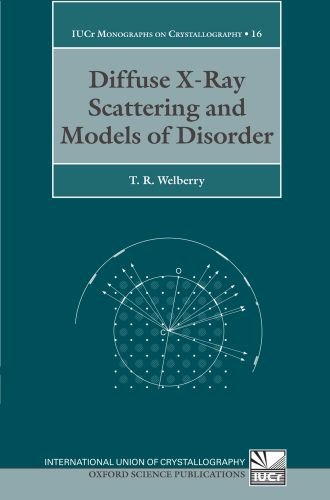 IUCr Monographs on Crystallography • 16
Diffuse X-Ray
Scattering and
Models of Disorder
T. R. Welberry
O
C
INTERNATIONAL UNION OF CRYSTALLOGRAPHY
OXFORD SCIENCE PUBLICATIONS
IUCr